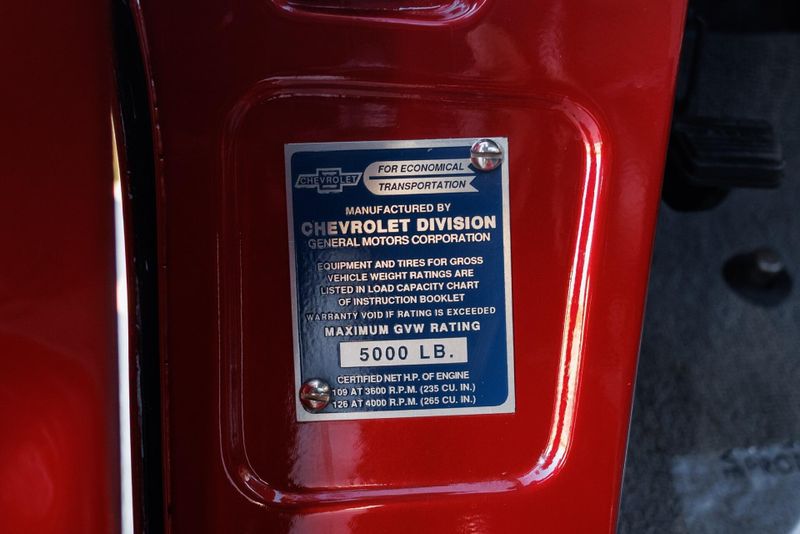 CHEVROLET
FOR ECONOMICAL
TRANSPORTATION
MANUFACTURED BY
CHEVROLET DIVISION
GENERAL MOTORS CORPORATION
EQUIPMENT AND TIRES FOR GROSS
VEHICLE WEIGHT RATINGS ARE
LISTED IN LOAD CAPACITY CHART
OF INSTRUCTION BOOKLET
WARRANTY VOID IF RATING IS EXCEEDED
MAXIMUM GVW RATING
5000 LB.
CERTIFIED NET H.P. OF ENGINE
109 AT 3600 R.P.M. (235 CU. IN.)
126 AT 4000 R.P.M. (265 CU. IN.)